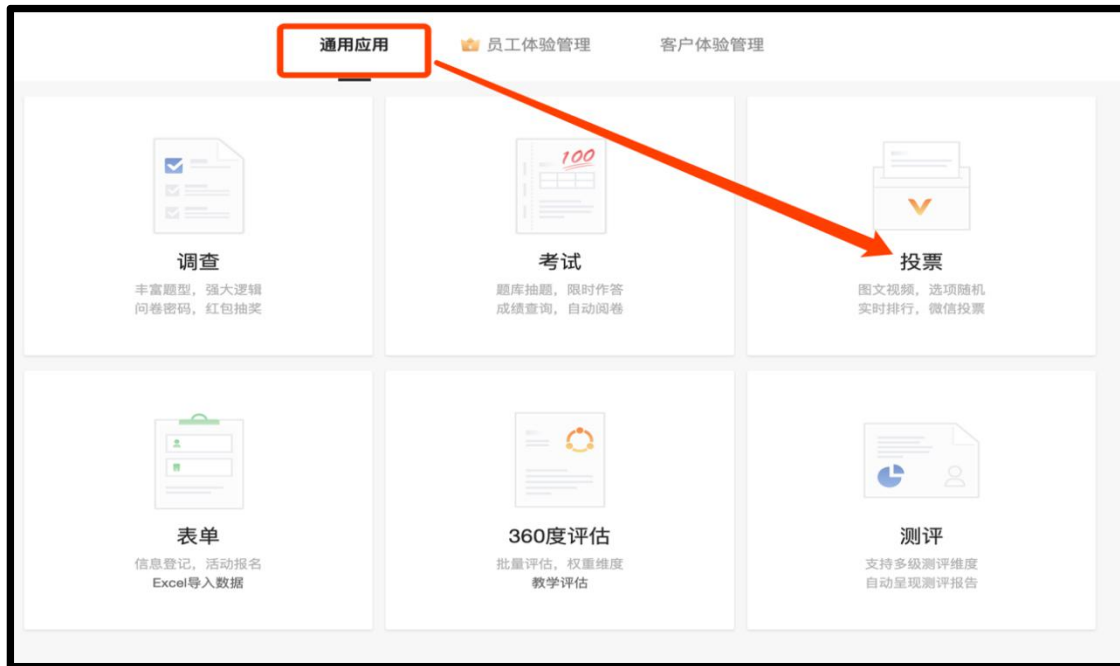 通用应用
员工体验管理
客户体验管理
100
调查
丰富题型，强大逻辑
问卷密码，红包抽奖
考试
题库抽题，限时作答
成绩查询，自动阅卷
投票
图文视频，选项随机
实时排行，微信投票
表单
信息登记，活动报名
Excel导入数据
360度评估
批量评估，权重维度
教学评估
测评
支持多级测评维度
自动呈现测评报告